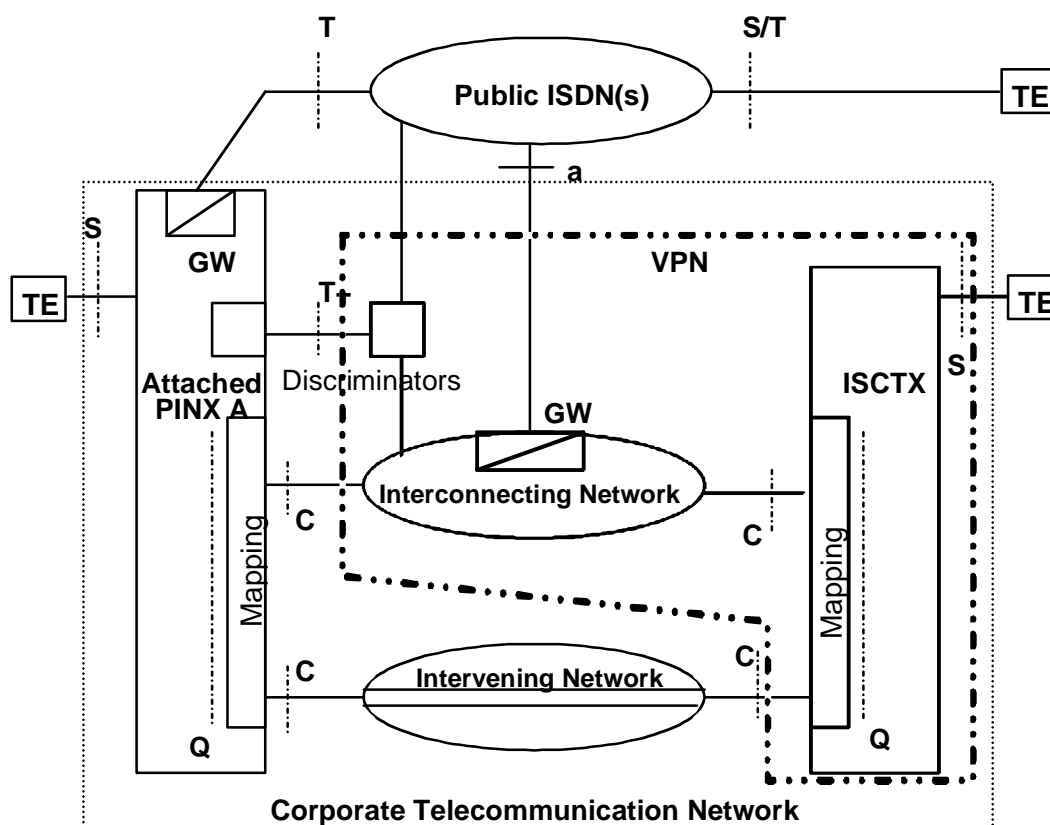 T
S/T
Public ISDN(s)
TE
a
S
GW
VPN
TE
T+
TE
Attached
PINX A
Discriminators
ISCTX
S
GW
Interconnecting Network
C
C
Mapping
Mapping
C
Intervening Network
C
Q
Q
Corporate Telecommunication Network